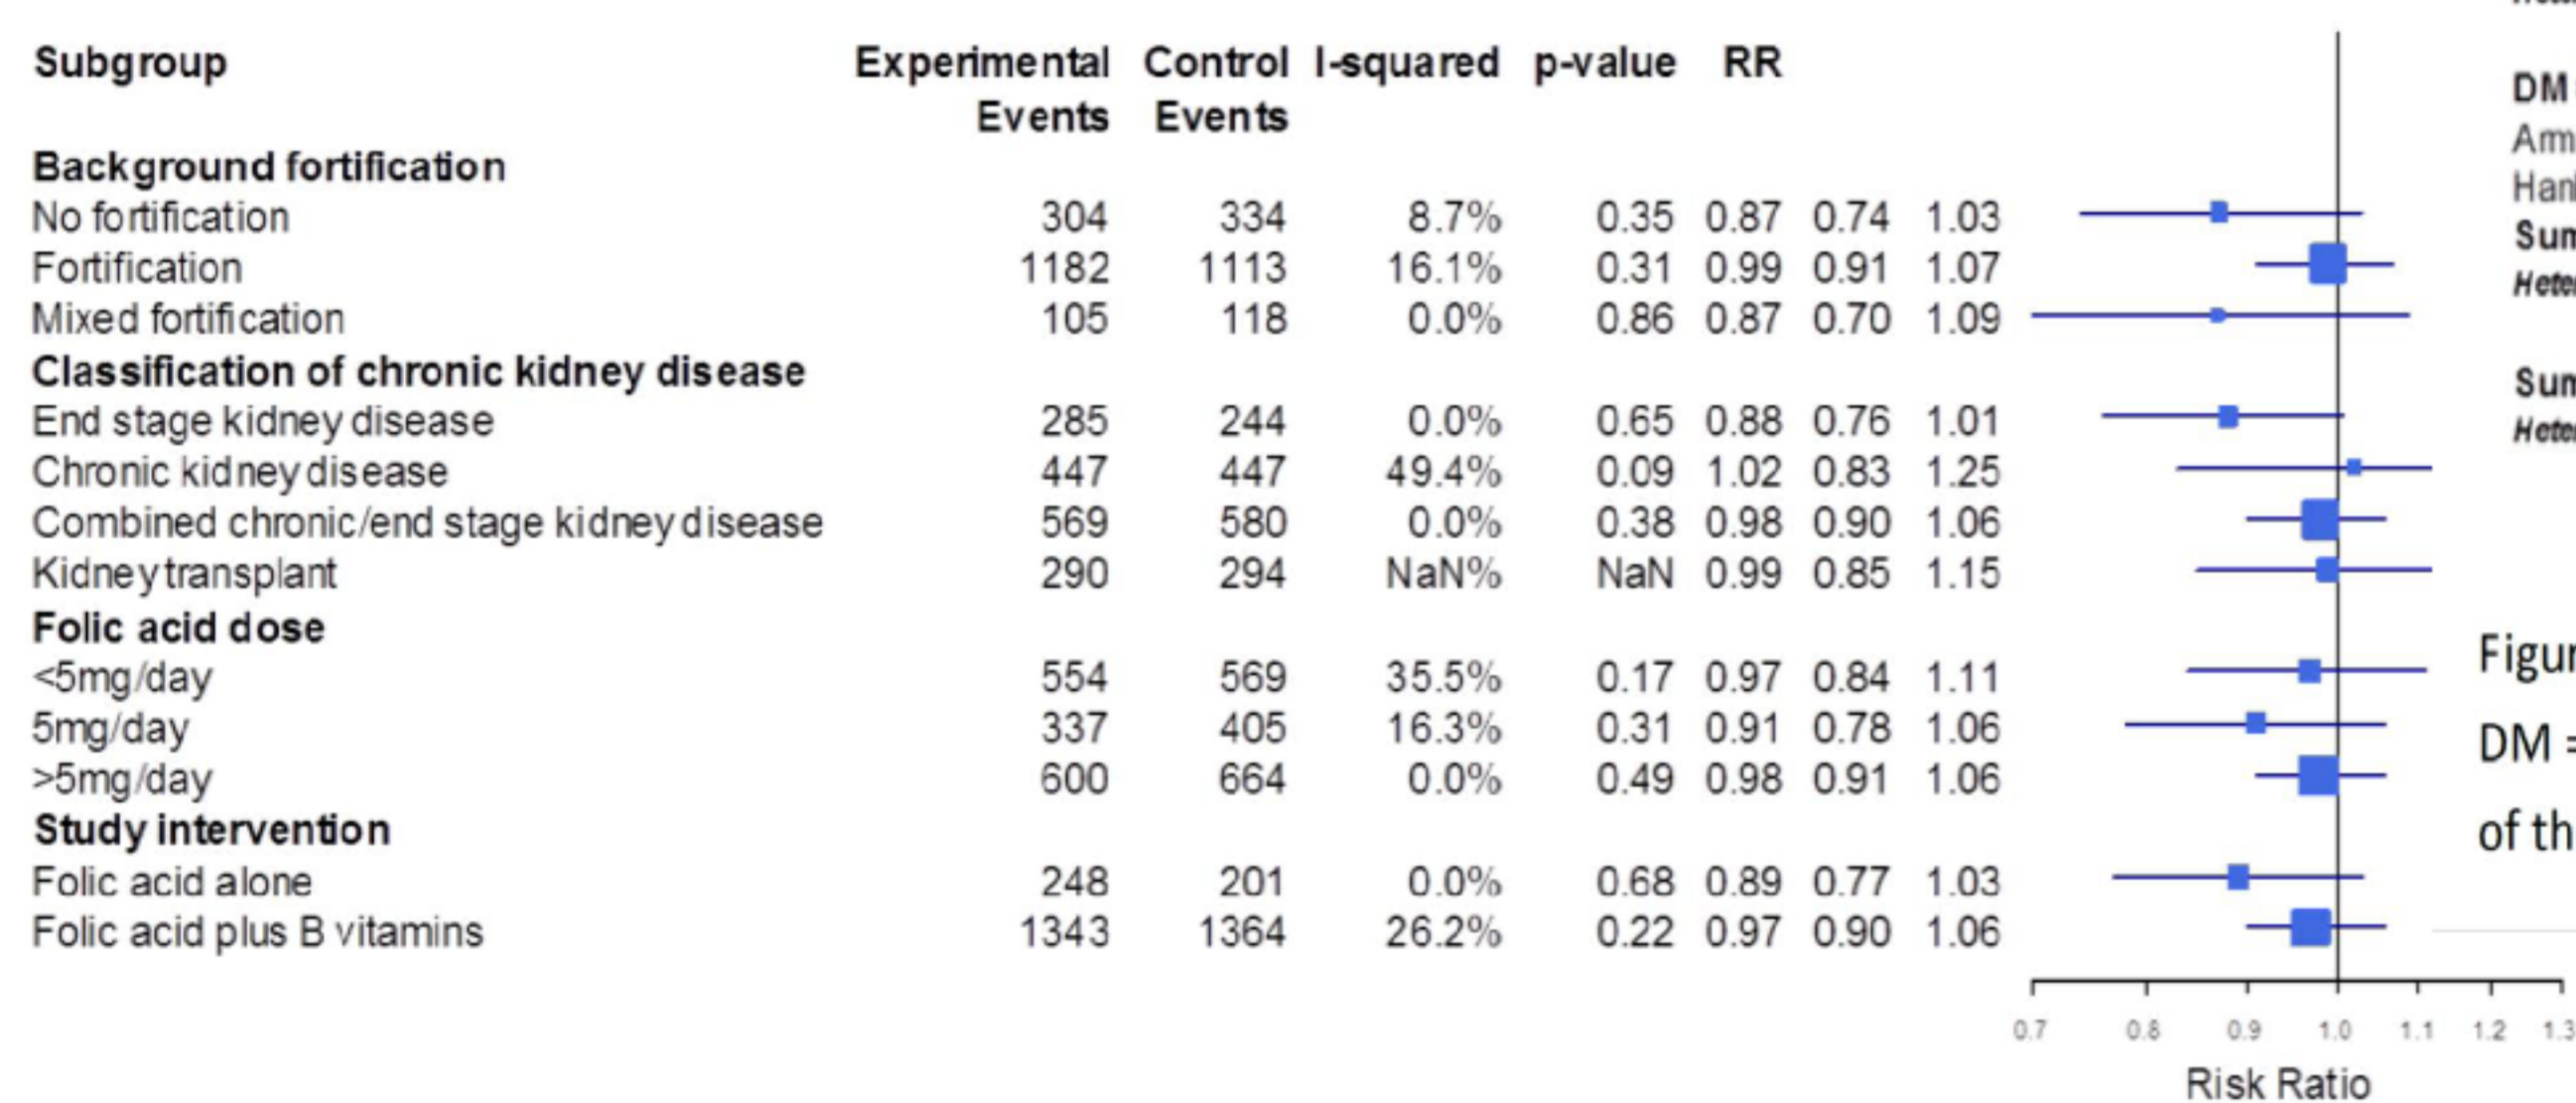 Subgroup Experimental Events Control Events I-squared p-value RR
Background fortification
No fortification 304 334 8.7% 0.35 0.87 0.74 1.03
Fortification 1182 1113 16.1% 0.31 0.99 0.91 1.07
Mixed fortification 105 118 0.0% 0.86 0.87 0.70 1.09
Classification of chronic kidney disease
End stage kidney disease 285 244 0.0% 0.65 0.88 0.76 1.01
Chronic kidney disease 447 447 49.4% 0.09 1.02 0.83 1.25
Combined chronic/end stage kidney disease 569 580 0.0% 0.38 0.98 0.90 1.06
Kidney transplant 290 294 NaN% NaN 0.99 0.85 1.15
Folic acid dose
<5mg/day 554 569 35.5% 0.17 0.97 0.84 1.11
5mg/day 337 405 16.3% 0.31 0.91 0.78 1.06
>5mg/day 600 664 0.0% 0.49 0.98 0.91 1.06
Study intervention
Folic acid alone 248 201 0.0% 0.68 0.89 0.77 1.03
Folic acid plus B vitamins 1343 1364 26.2% 0.22 0.97 0.90 1.06
0.7 0.8 0.9 1.0 1.1 1.2 1.3
Risk Ratio
DM
Sum
Sum
Figur
DM =
of th